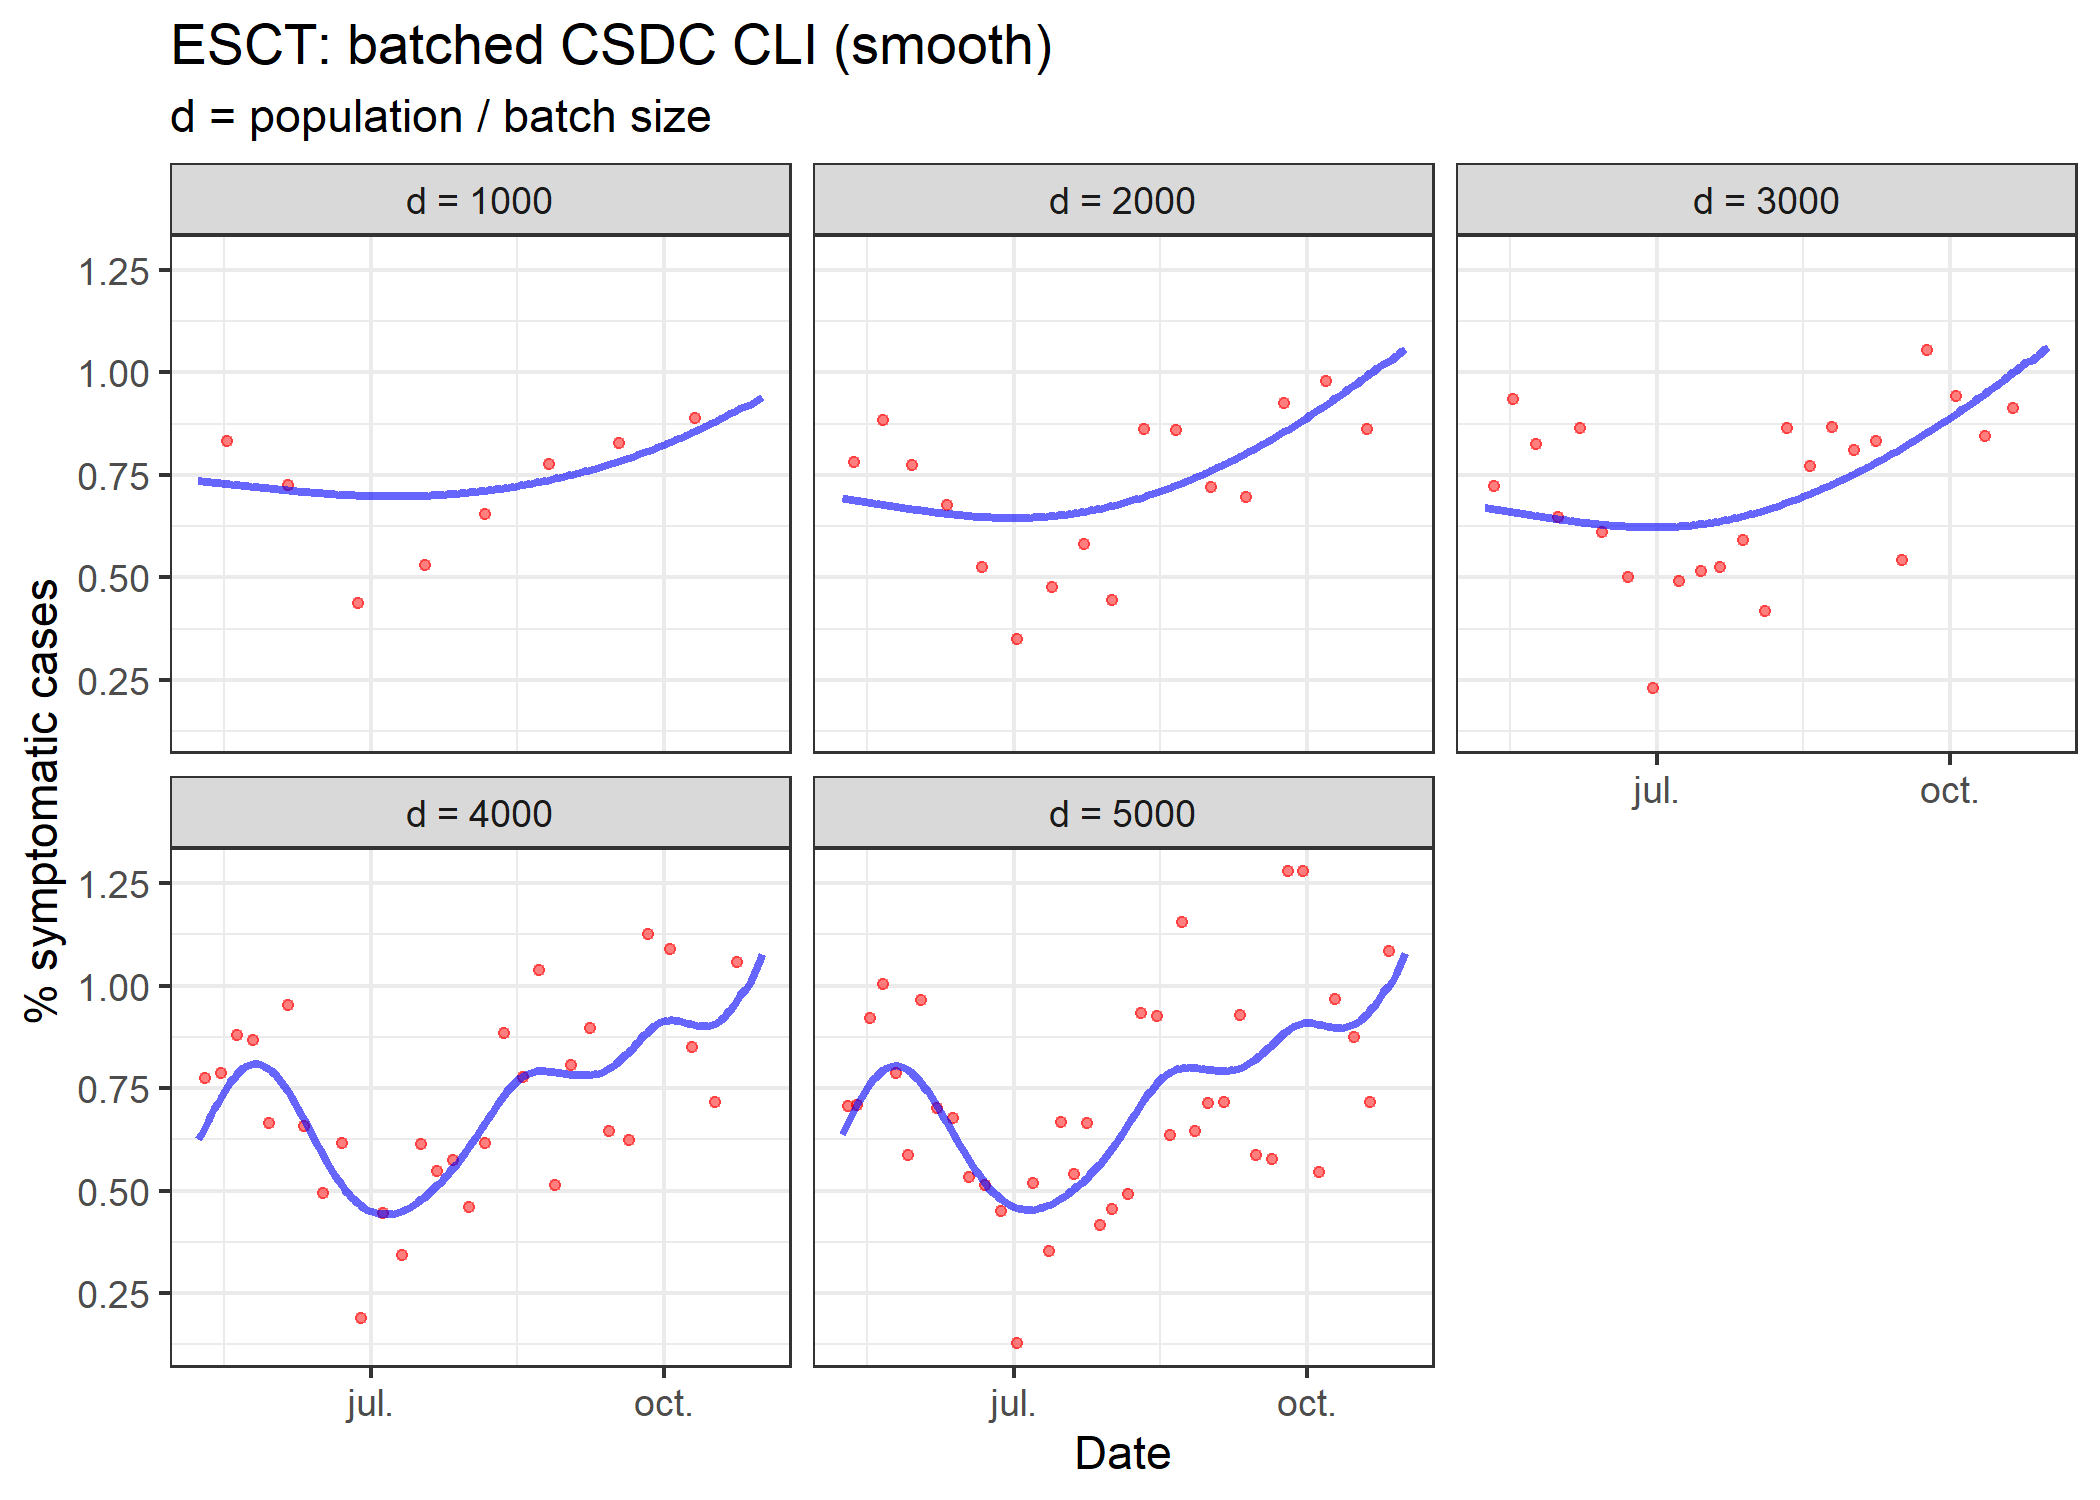 ESCT: batched CSDC CLI (smooth)
d = population / batch size
d = 1000
d = 2000
d = 3000
1.25
1.00
0.75
0.50
0.25
jul.
oct.
d = 4000
d = 5000
1.25
1.00
0.75
0.50
0.25
jul.
oct.
jul.
oct.
% symptomatic cases
Date